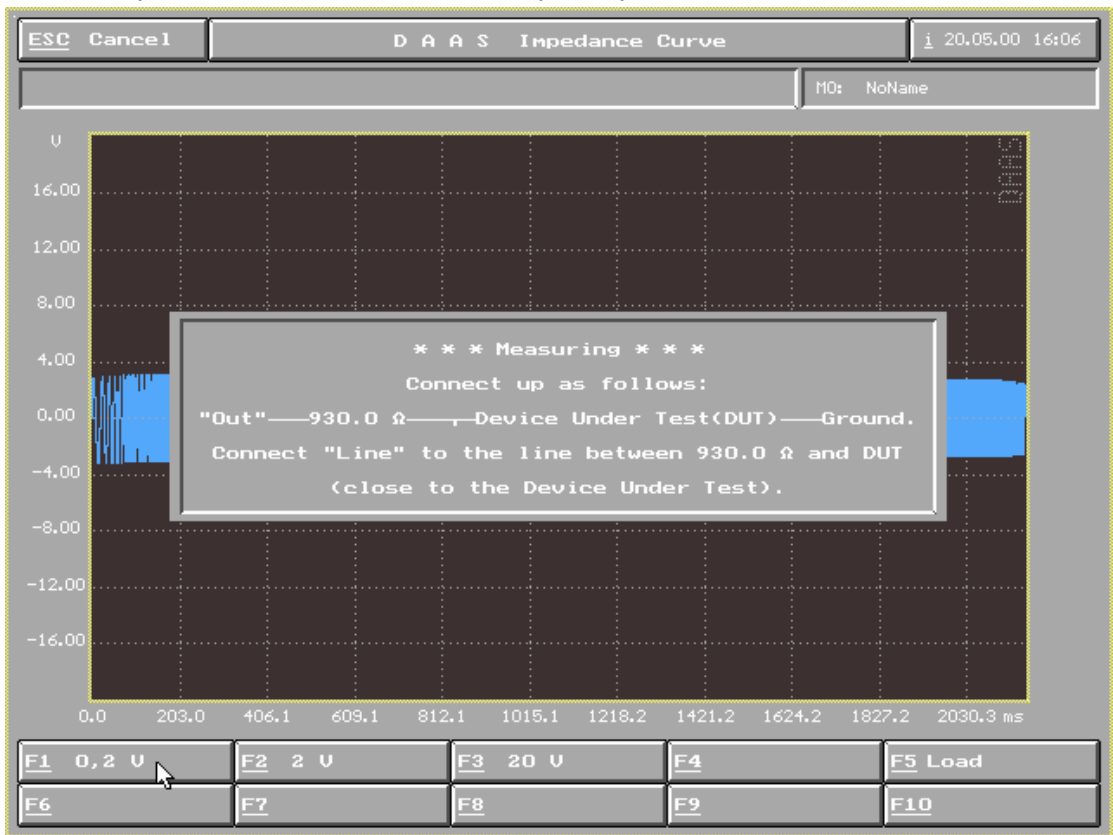 ESC Cancel
D A A S Impedance Curve
i 20.05.00 16:06
MO: NoName
V
DAAS
16.00
12.00
8.00
4.00
0.00
-4.00
-8.00
-12.00
-16.00
* * * Measuring * * *
Connect up as follows:
"Out"——930.0 Ω——┬—Device Under Test(DUT)——Ground.
Connect "Line" to the line between 930.0 Ω and DUT
(close to the Device Under Test).
0.0 203.0 406.1 609.1 812.1 1015.1 1218.2 1421.2 1624.2 1827.2 2030.3 ms
F1 0,2 V
F2 2 V
F3 20 V
F4
F5 Load
F6
F7
F8
F9
F10